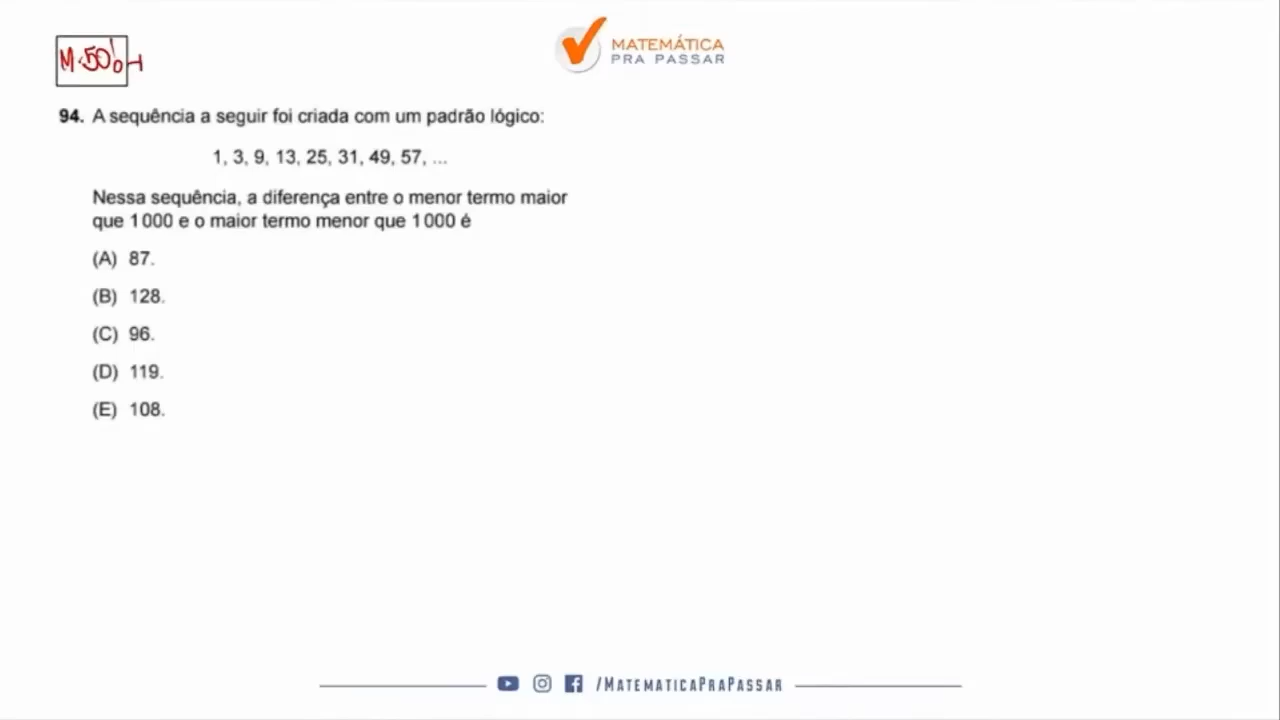 MATEMÁTICA
PRA PASSAR
94. A sequência a seguir foi criada com um padrão lógico:
1, 3, 9, 13, 25, 31, 49, 57, ...
Nessa sequência, a diferença entre o menor termo maior
que 1000 e o maior termo menor que 1000 é
(A) 87.
(B) 128.
(C) 96.
(D) 119.
(E) 108.
/MATEMATICAPRAPASSAR